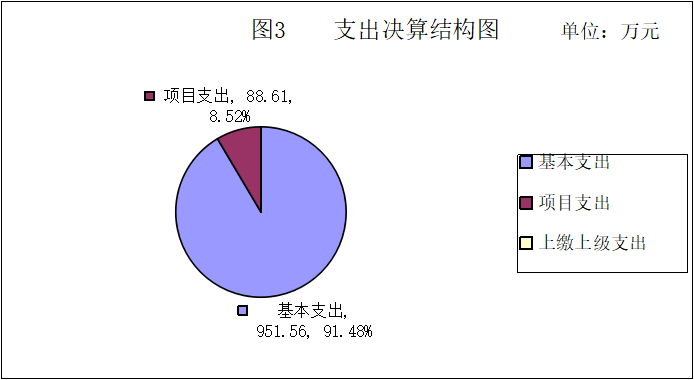 图3 支出决算结构图 单位：万元
项目支出, 88.61,
8.52%
基本支出
项目支出
上缴上级支出
基本支出,
951.56, 91.48%